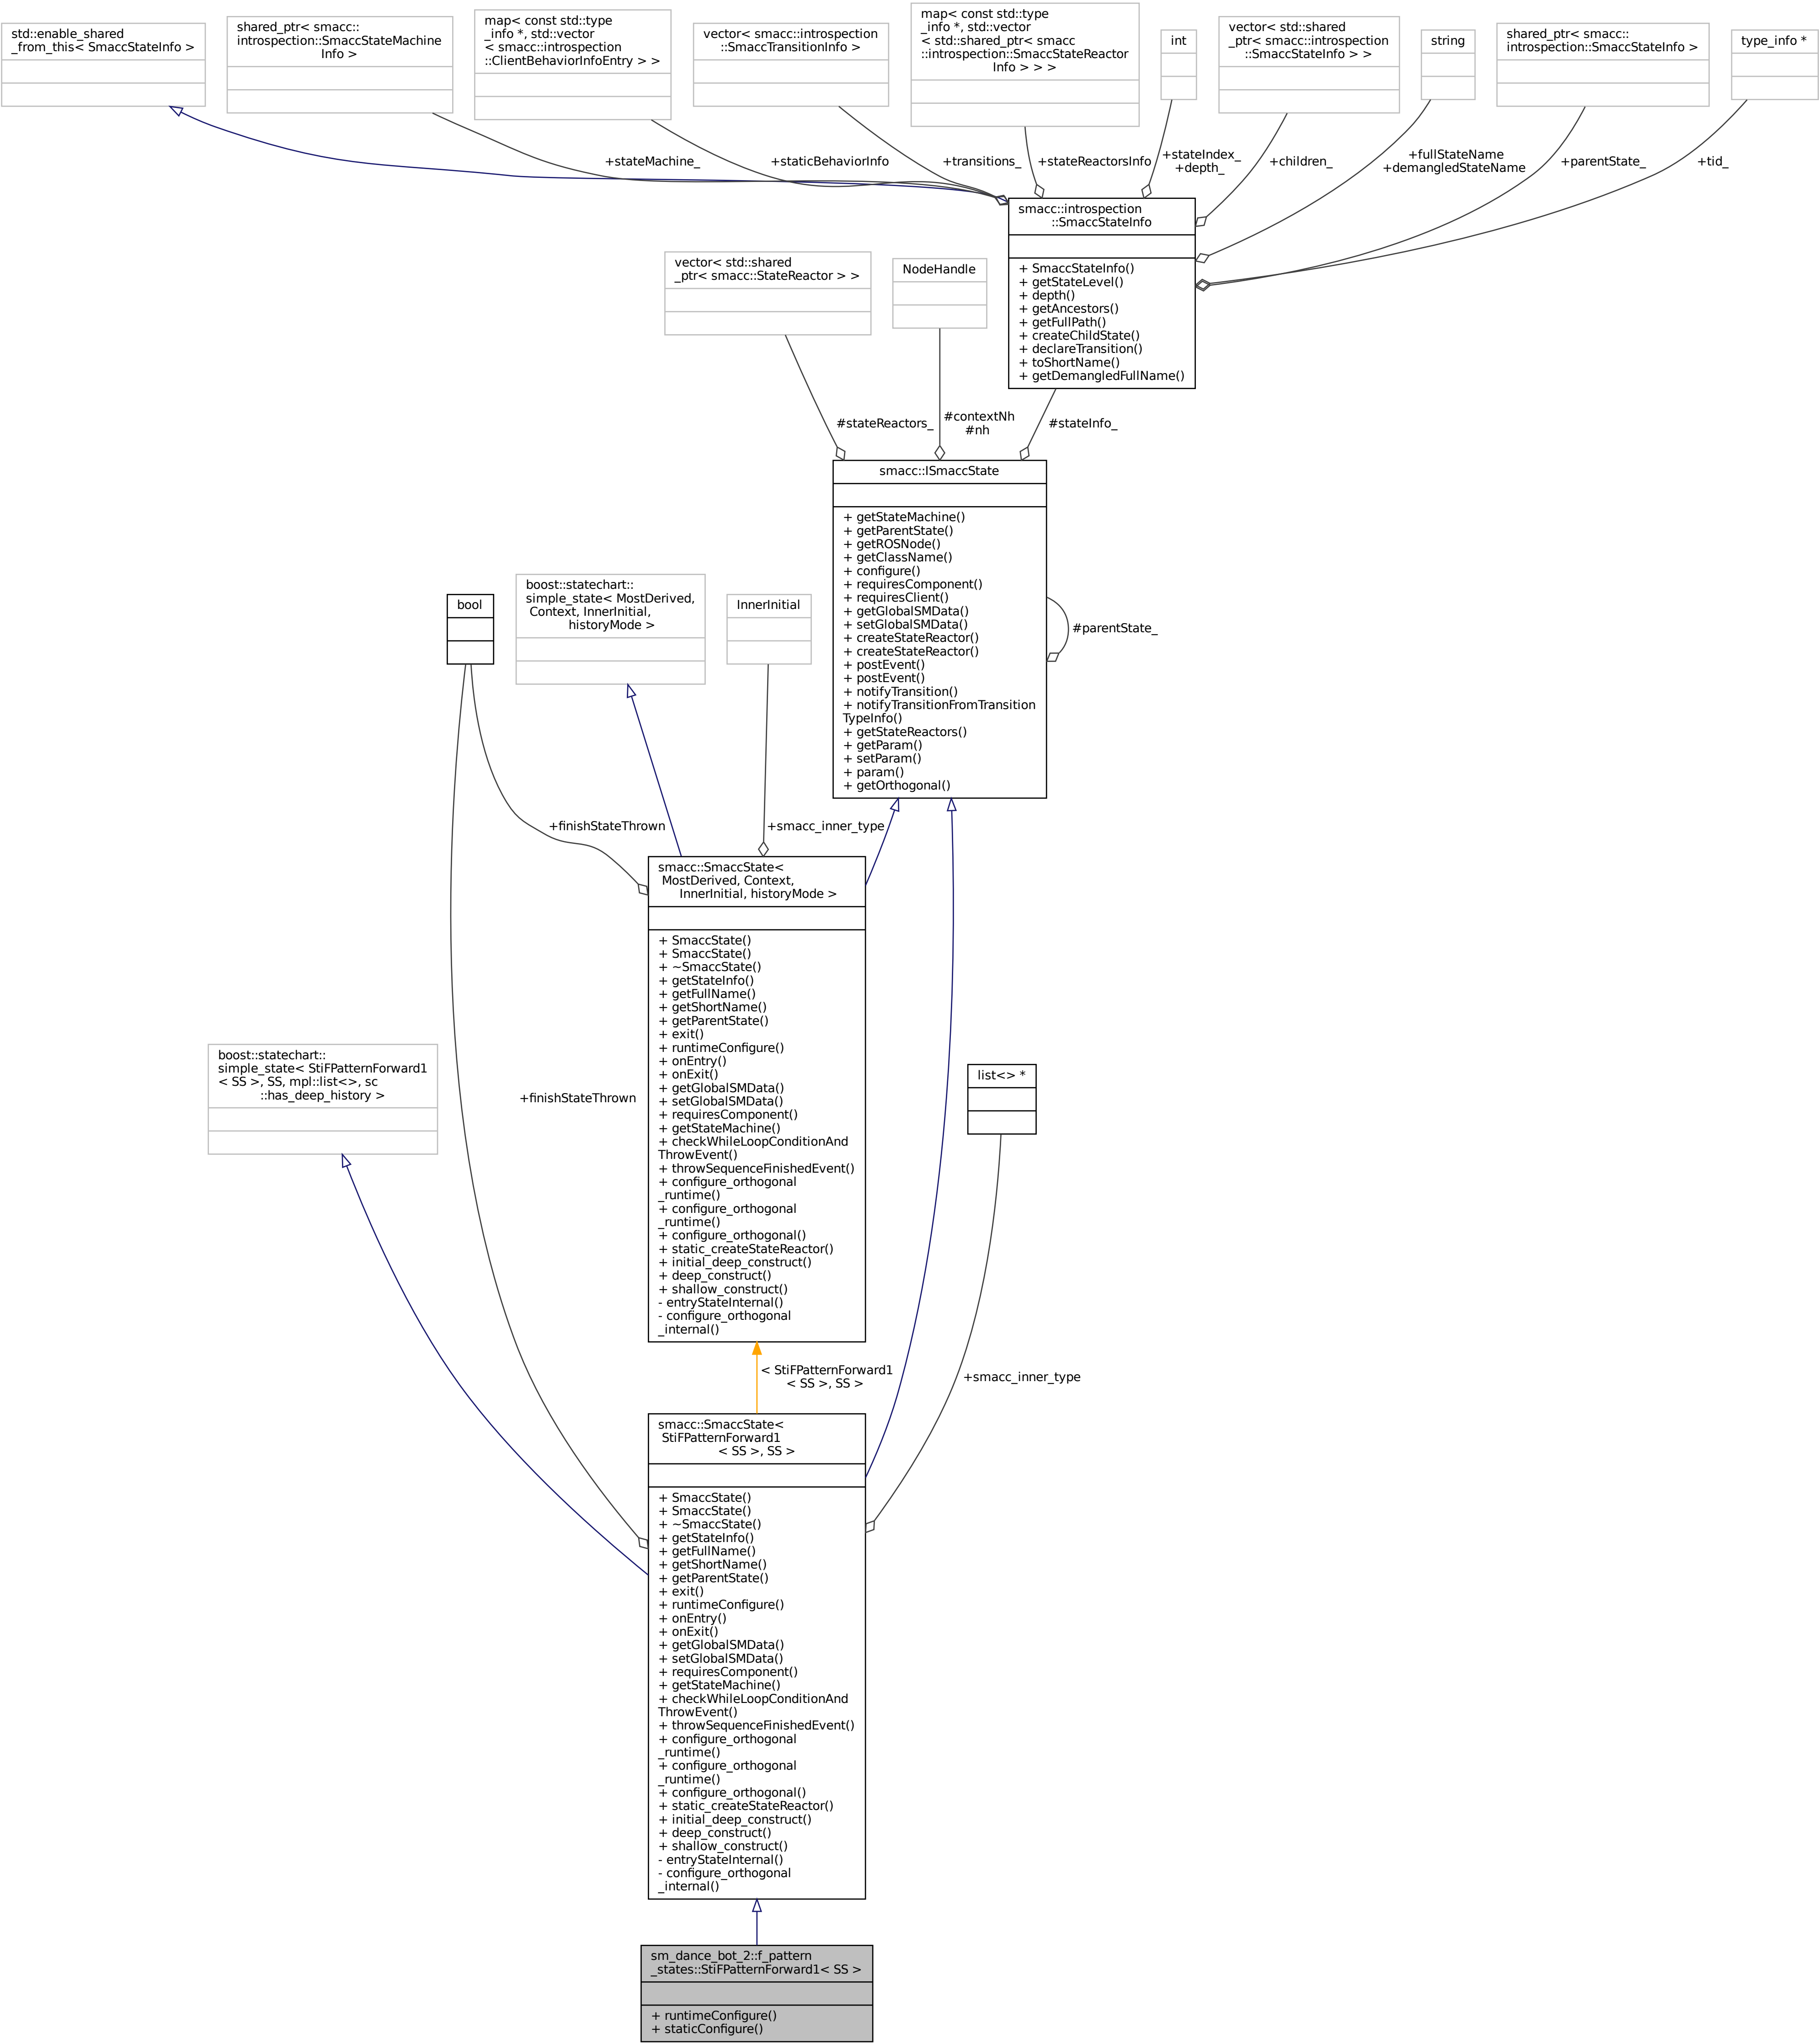 std::enable_shared
_from_this< SmaccStateInfo >
shared_ptr< smacc::
introspection::SmaccStateMachine
Info >
map< const std::type
_info *, std::vector
< smacc::introspection
::ClientBehaviorInfoEntry > >
vector< smacc::introspection
::SmaccTransitionInfo >
map< const std::type
_info *, std::vector
< std::shared_ptr< smacc
::introspection::SmaccStateReactor
Info > > >
int
vector< std::shared
_ptr< smacc::introspection
::SmaccStateInfo > >
string
shared_ptr< smacc::
introspection::SmaccStateInfo >
type_info *
+stateMachine_
+staticBehaviorInfo
+transitions_
+stateReactorsInfo
+stateIndex_
+depth_
+children_
+fullStateName
+demangledStateName
+parentState_
+tid_
smacc::introspection
::SmaccStateInfo
+ SmaccStateInfo()
+ getStateLevel()
+ depth()
+ getAncestors()
+ getFullPath()
+ createChildState()
+ declareTransition()
+ toShortName()
+ getDemangledFullName()
vector< std::shared
_ptr< smacc::StateReactor > >
NodeHandle
#stateReactors_
#contextNh
#nh
#stateInfo_
smacc::ISmaccState
+ getStateMachine()
+ getParentState()
+ getROSNode()
+ getClassName()
+ configure()
+ requiresComponent()
+ requiresClient()
+ getGlobalSMData()
+ setGlobalSMData()
+ createStateReactor()
+ createStateReactor()
+ postEvent()
+ postEvent()
+ notifyTransition()
+ notifyTransitionFromTransition
TypeInfo()
+ getStateReactors()
+ getParam()
+ setParam()
+ param()
+ getOrthogonal()
#parentState_
bool
boost::statechart::
simple_state< MostDerived,
Context, InnerInitial,
historyMode >
InnerInitial
+finishStateThrown
+smacc_inner_type
smacc::SmaccState<
MostDerived, Context,
InnerInitial, historyMode >
+ SmaccState()
+ SmaccState()
+ ~SmaccState()
+ getStateInfo()
+ getFullName()
+ getShortName()
+ getParentState()
+ exit()
+ runtimeConfigure()
+ onEntry()
+ onExit()
+ getGlobalSMData()
+ setGlobalSMData()
+ requiresComponent()
+ getStateMachine()
+ checkWhileLoopConditionAnd
ThrowEvent()
+ throwSequenceFinishedEvent()
+ configure_orthogonal
_runtime()
+ configure_orthogonal
_runtime()
+ configure_orthogonal()
+ static_createStateReactor()
+ initial_deep_construct()
+ deep_construct()
+ shallow_construct()
- entryStateInternal()
- configure_orthogonal
_internal()
boost::statechart::
simple_state< StiFPatternForward1
< SS >, SS, mpl::list<>, sc
::has_deep_history >
+finishStateThrown
list<> *
< StiFPatternForward1
< SS >, SS >
+smacc_inner_type
smacc::SmaccState<
StiFPatternForward1
< SS >, SS >
+ SmaccState()
+ SmaccState()
+ ~SmaccState()
+ getStateInfo()
+ getFullName()
+ getShortName()
+ getParentState()
+ exit()
+ runtimeConfigure()
+ onEntry()
+ onExit()
+ getGlobalSMData()
+ setGlobalSMData()
+ requiresComponent()
+ getStateMachine()
+ checkWhileLoopConditionAnd
ThrowEvent()
+ throwSequenceFinishedEvent()
+ configure_orthogonal
_runtime()
+ configure_orthogonal
_runtime()
+ configure_orthogonal()
+ static_createStateReactor()
+ initial_deep_construct()
+ deep_construct()
+ shallow_construct()
- entryStateInternal()
- configure_orthogonal
_internal()
sm_dance_bot_2::f_pattern
_states::StiFPatternForward1< SS >
+ runtimeConfigure()
+ staticConfigure()